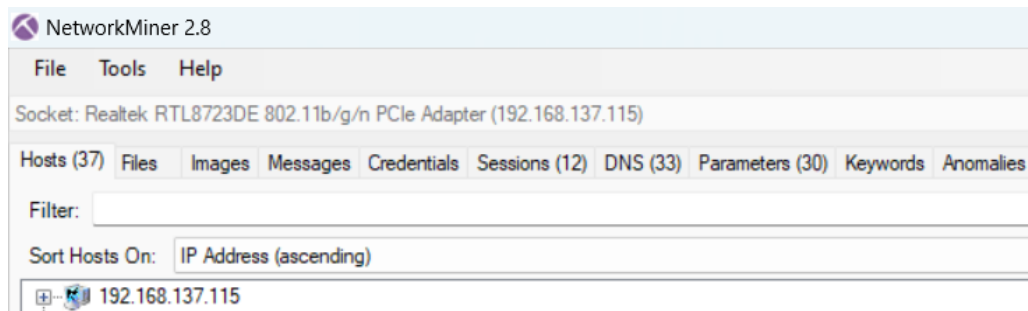 NetworkMiner 2.8
File Tools Help
Socket: Realtek RTL8723DE 802.11b/g/n PCIe Adapter (192.168.137.115)
Hosts (37) Files Images Messages Credentials Sessions (12) DNS (33) Parameters (30) Keywords Anomalies
Filter:
Sort Hosts On: IP Address (ascending)
192.168.137.115